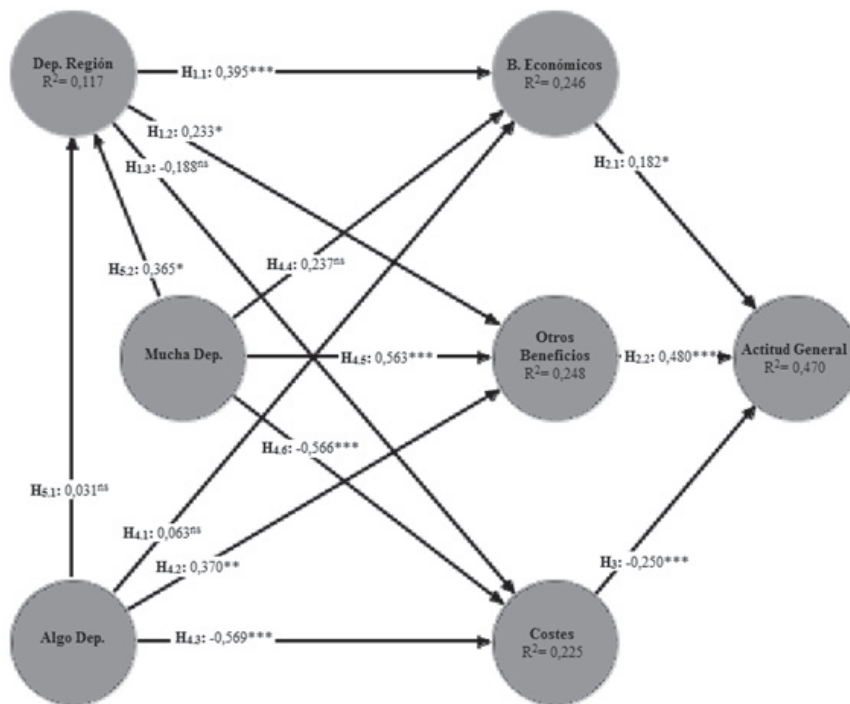 Dep. Región
R²= 0,117
B. Económicos
R²= 0,246
H1.1: 0,395***
H1.2: 0,233*
H1.3: -0,188ns
H2.1: 0,182*
H5.2: 0,365*
H4.4: 0,237ns
Mucha Dep.
H4.5: 0,563***
Otros
Beneficios
R²= 0,248
H2.2: 0,480***
Actitud General
R²= 0,470
H4.6: -0,566***
H5.1: 0,031ns
H4.1: 0,063ns
H4.2: 0,370**
H3: -0,250***
Algo Dep.
H4.3: -0,569***
Costes
R²= 0,225